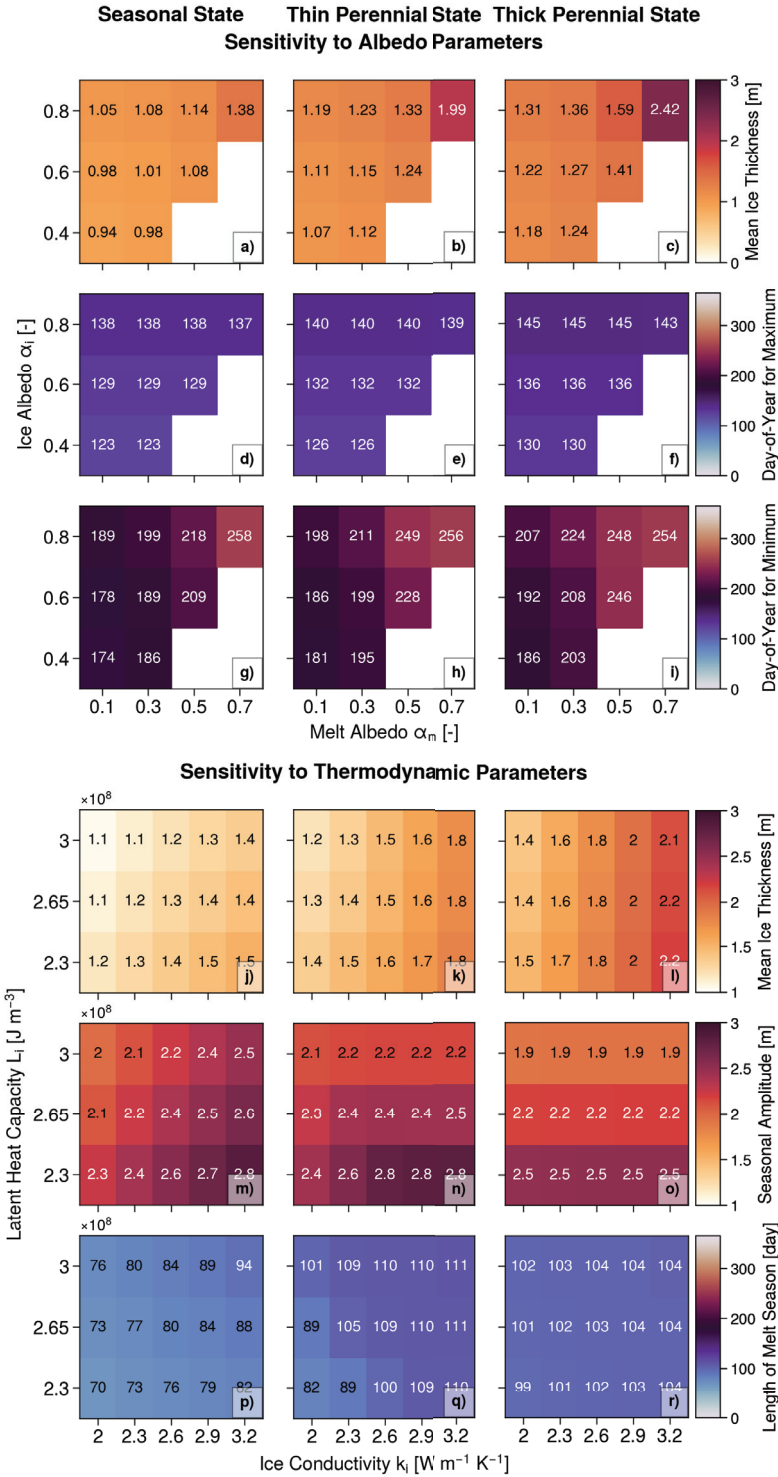 Seasonal State Thin Perennial State Thick Perennial State
Sensitivity to Albedo Parameters
0.8 1.05 1.08 1.14 1.38 1.19 1.23 1.33 1.99 1.31 1.36 1.59 2.42
0.6 0.98 1.01 1.08 1.11 1.15 1.24 1.22 1.27 1.41
0.4 0.94 0.98 a) 1.07 1.12 b) 1.18 1.24 c)
3
2
1
0
Mean Ice Thickness [m]
Ice Albedo αi [-]
0.8 138 138 138 137 140 140 140 139 145 145 145 143
0.6 129 129 129 132 132 132 136 136 136
0.4 123 123 d) 126 126 e) 130 130 f)
300
200
100
0
Day-of-Year for Maximum
0.8 189 199 218 258 198 211 249 256 207 224 248 254
0.6 178 189 209 186 199 228 192 208 246
0.4 174 186 g) 181 195 h) 186 203 i)
300
200
100
0
Day-of-Year for Minimum
0.1 0.3 0.5 0.7 0.1 0.3 0.5 0.7 0.1 0.3 0.5 0.7
Melt Albedo αm [-]
Sensitivity to Thermodynamic Parameters
×10⁸
3 1.1 1.1 1.2 1.3 1.4 1.2 1.3 1.5 1.6 1.8 1.4 1.6 1.8 2 2.1
2.65 1.1 1.2 1.3 1.4 1.4 1.3 1.4 1.5 1.6 1.8 1.4 1.6 1.8 2 2.2
2.3 1.2 1.3 1.4 1.5 1.5 j) 1.4 1.5 1.6 1.7 1.8 k) 1.5 1.7 1.8 2 2.2 l)
3
2.5
2
1.5
1
Mean Ice Thickness [m]
Latent Heat Capacity Li [J m⁻³]
×10⁸
3 2 2.1 2.2 2.4 2.5 2.1 2.2 2.2 2.2 2.2 1.9 1.9 1.9 1.9 1.9
2.65 2.1 2.2 2.4 2.5 2.6 2.3 2.4 2.4 2.4 2.5 2.2 2.2 2.2 2.2 2.2
2.3 2.3 2.4 2.6 2.7 2.8 m) 2.4 2.6 2.8 2.8 2.8 n) 2.5 2.5 2.5 2.5 2.5 o)
3
2.5
2
1.5
1
Seasonal Amplitude [m]
×10⁸
3 76 80 84 89 94 101 109 110 110 111 102 103 104 104 104
2.65 73 77 80 84 88 89 105 109 110 111 101 102 103 104 104
2.3 70 73 76 79 82 p) 82 89 100 109 110 q) 99 101 102 103 104 r)
300
200
100
0
Length of Melt Season [day]
2 2.3 2.6 2.9 3.2 2 2.3 2.6 2.9 3.2 2 2.3 2.6 2.9 3.2
Ice Conductivity ki [W m⁻¹ K⁻¹]